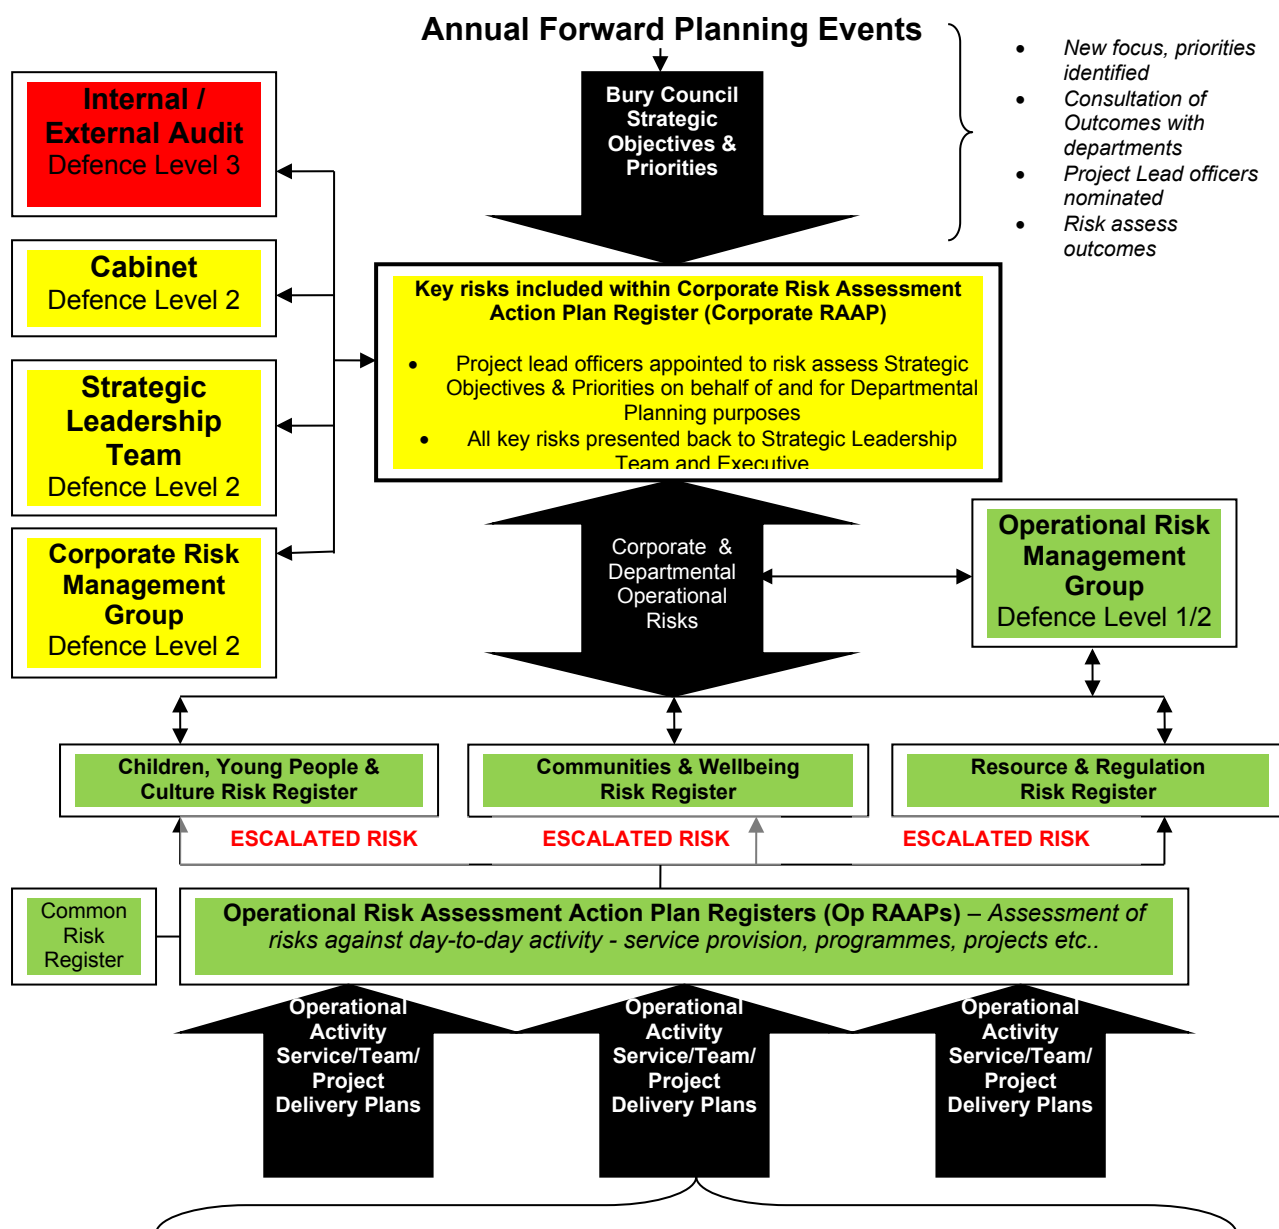 Annual Forward Planning Events
• New focus, priorities
identified
• Consultation of
Outcomes with
departments
• Project Lead officers
nominated
• Risk assess
outcomes
Bury Council
Strategic
Objectives &
Priorities
Internal /
External Audit
Defence Level 3
Cabinet
Defence Level 2
Strategic
Leadership
Team
Defence Level 2
Corporate Risk
Management
Group
Defence Level 2
Key risks included within Corporate Risk Assessment
Action Plan Register (Corporate RAAP)
• Project lead officers appointed to risk assess Strategic
Objectives & Priorities on behalf of and for Departmental
Planning purposes
• All key risks presented back to Strategic Leadership
Team and Executive
Corporate &
Departmental
Operational
Risks
Operational Risk
Management
Group
Defence Level 1/2
Children, Young People &
Culture Risk Register
Communities & Wellbeing
Risk Register
Resource & Regulation
Risk Register
ESCALATED RISK
ESCALATED RISK
ESCALATED RISK
Common
Risk
Register
Operational Risk Assessment Action Plan Registers (Op RAAPs) – Assessment of
risks against day-to-day activity - service provision, programmes, projects etc..
Operational
Activity
Service/Team/
Project
Delivery Plans
Operational
Activity
Service/Team/
Project
Delivery Plans
Operational
Activity
Service/Team/
Project
Delivery Plans